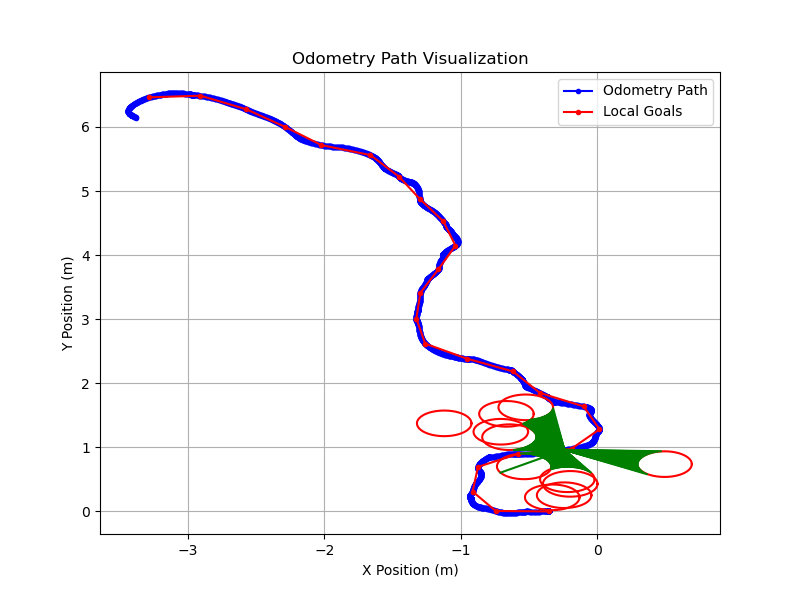 Odometry Path Visualization
Odometry Path
Local Goals
6
5
4
3
2
1
0
−3
−2
−1
0
X Position (m)
Y Position (m)